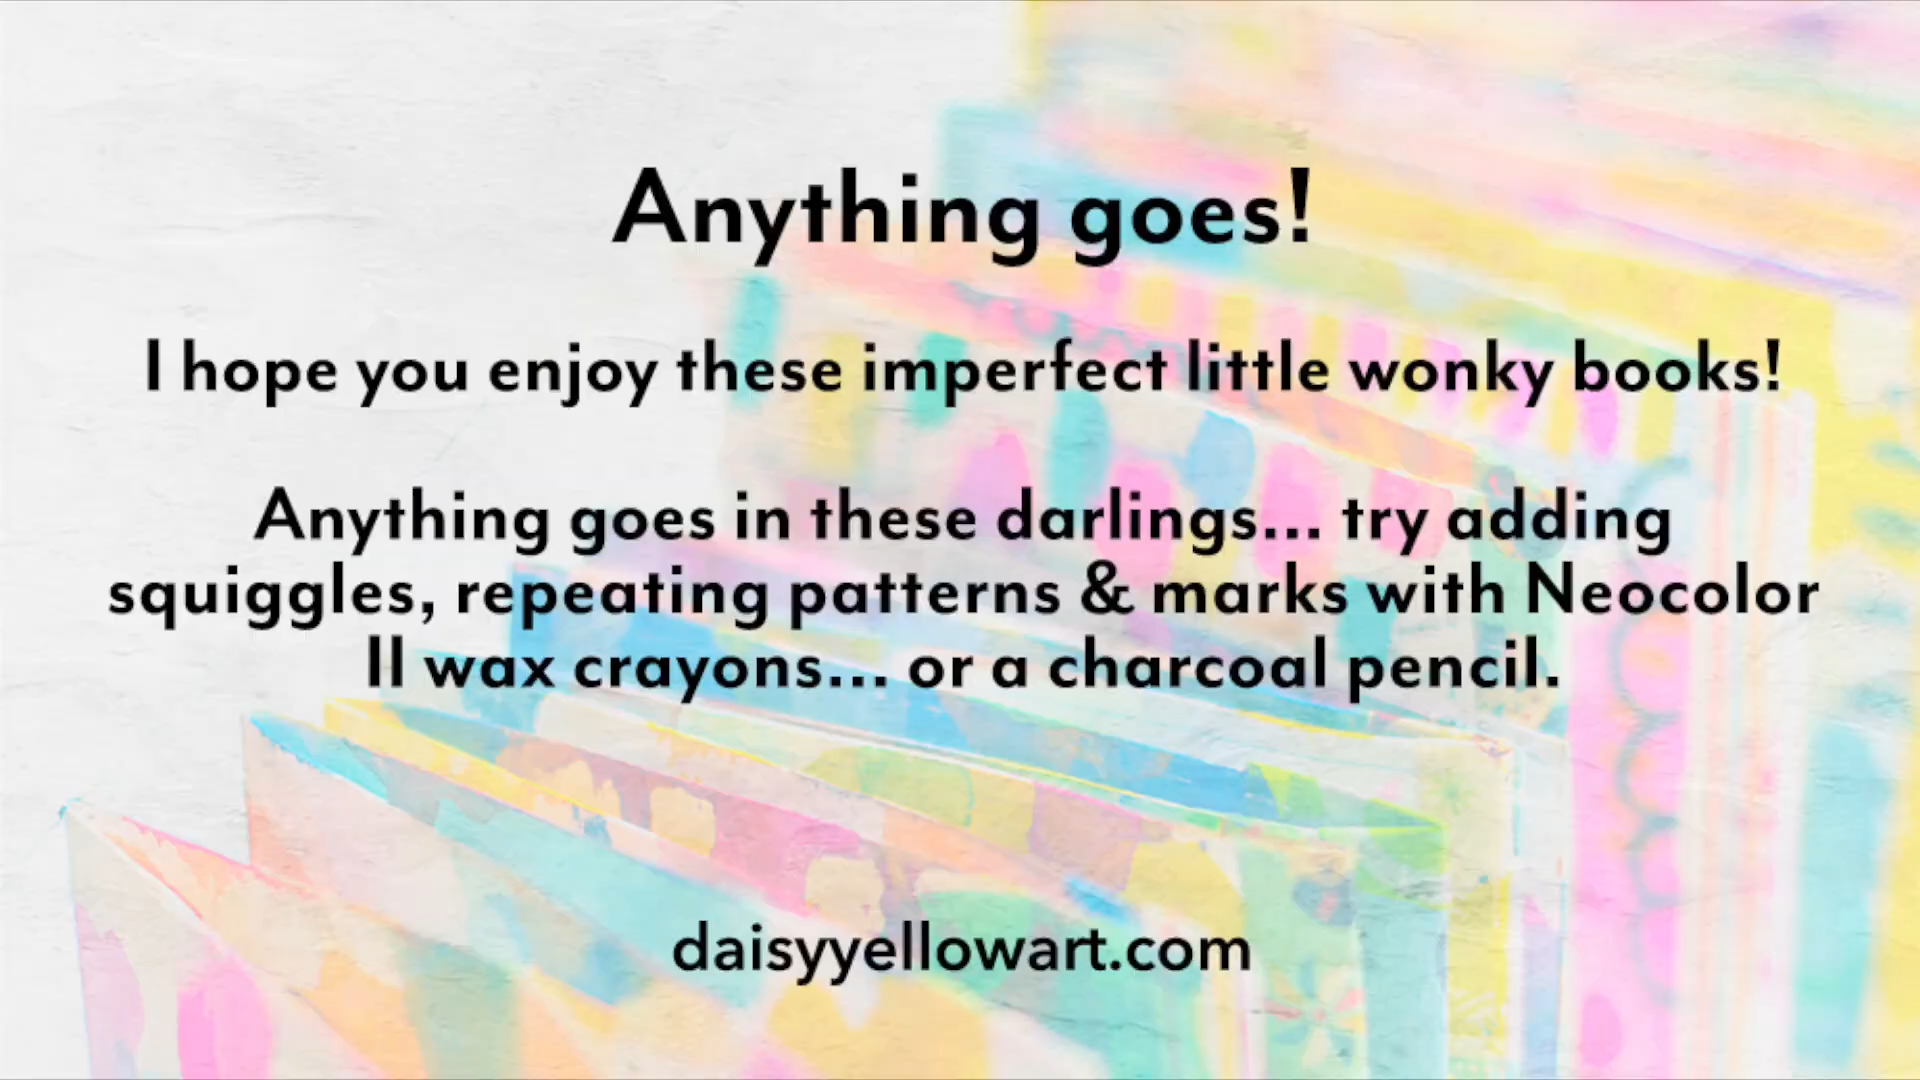 Anything goes!
I hope you enjoy these imperfect little wonky books!
Anything goes in these darlings... try adding
squiggles, repeating patterns & marks with Neocolor
II wax crayons... or a charcoal pencil.
daisyyellowart.com